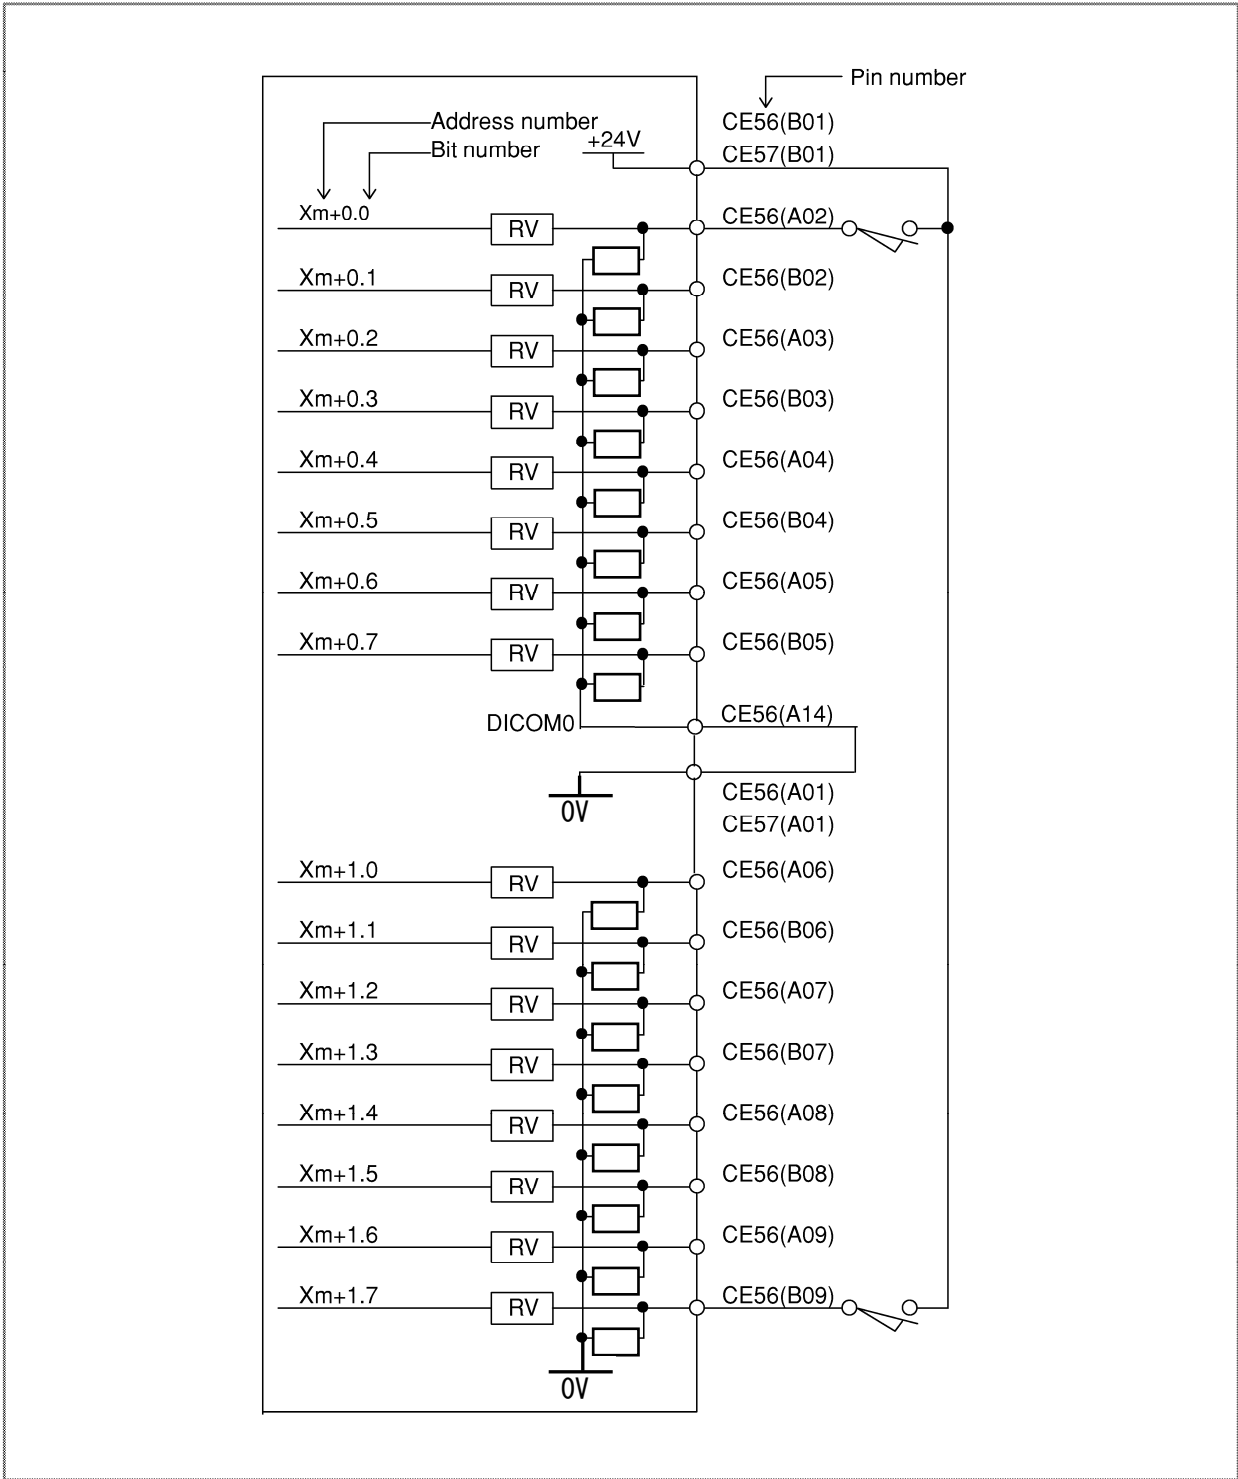 Pin number
CE56(B01)
Address number
+24V
Bit number
CE57(B01)
Xm+0.0
RV
CE56(A02)
Xm+0.1
RV
CE56(B02)
Xm+0.2
RV
CE56(A03)
Xm+0.3
RV
CE56(B03)
Xm+0.4
RV
CE56(A04)
Xm+0.5
RV
CE56(B04)
Xm+0.6
RV
CE56(A05)
Xm+0.7
RV
CE56(B05)
DICOM0
CE56(A14)
0V
CE56(A01)
CE57(A01)
Xm+1.0
RV
CE56(A06)
Xm+1.1
RV
CE56(B06)
Xm+1.2
RV
CE56(A07)
Xm+1.3
RV
CE56(B07)
Xm+1.4
RV
CE56(A08)
Xm+1.5
RV
CE56(B08)
Xm+1.6
RV
CE56(A09)
Xm+1.7
RV
CE56(B09)
0V